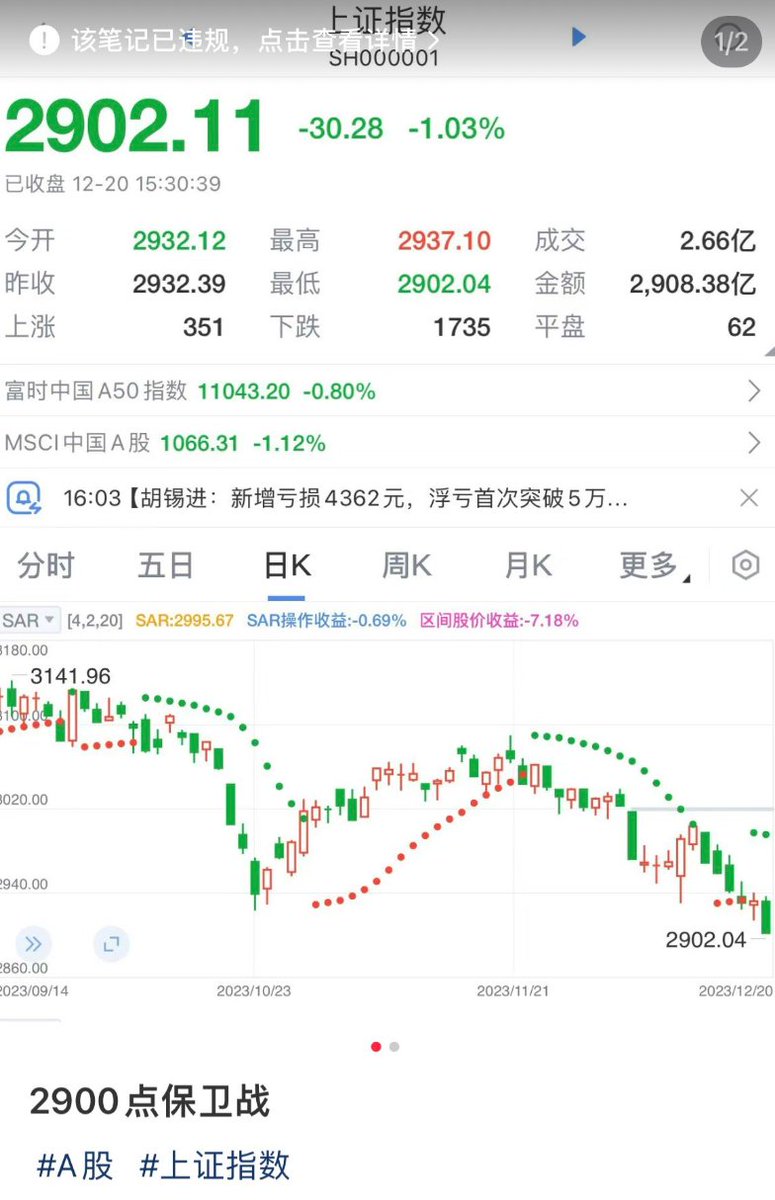 上证指数
该笔记已违规，点击查看详情 >
1/2
SH000001
2902.11 -30.28 -1.03%
已收盘 12-20 15:30:39
今开 2932.12 最高 2937.10 成交 2.66亿
昨收 2932.39 最低 2902.04 金额 2,908.38亿
上涨 351 下跌 1735 平盘 62
富时中国A50指数 11043.20 -0.80%
MSCI中国A股 1066.31 -1.12%
16:03【胡锡进：新增亏损4362元，浮亏首次突破5万...
分时 五日 日K 周K 月K 更多
SAR [4,2,20] SAR:2995.67 SAR操作收益:-0.69% 区间股价收益:-7.18%
3180.00
3141.96
3100.00
3020.00
2940.00
2902.04
2860.00
2023/09/14 2023/10/23 2023/11/21 2023/12/20
2900点保卫战
#A股 #上证指数